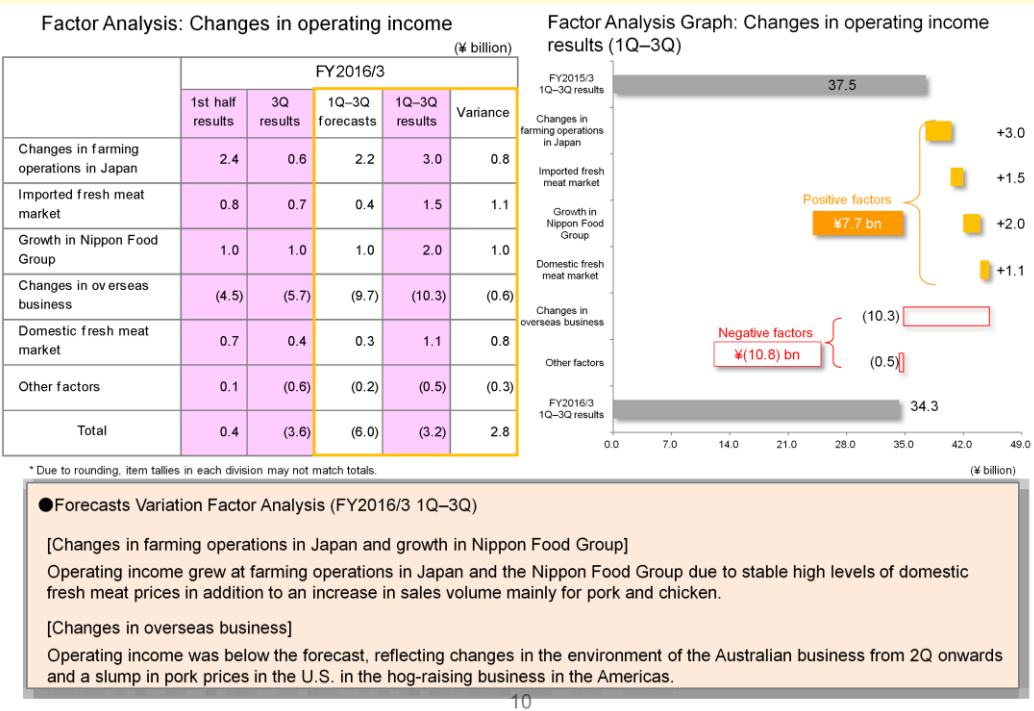 Factor Analysis: Changes in operating income
(¥ billion)
FY2016/3
1st half results
3Q results
1Q–3Q forecasts
1Q–3Q results
Variance
Changes in farming operations in Japan 2.4 0.6 2.2 3.0 0.8
Imported fresh meat market 0.8 0.7 0.4 1.5 1.1
Growth in Nippon Food Group 1.0 1.0 1.0 2.0 1.0
Changes in overseas business (4.5) (5.7) (9.7) (10.3) (0.6)
Domestic fresh meat market 0.7 0.4 0.3 1.1 0.8
Other factors 0.1 (0.6) (0.2) (0.5) (0.3)
Total 0.4 (3.6) (6.0) (3.2) 2.8
* Due to rounding, item tallies in each division may not match totals.
Factor Analysis Graph: Changes in operating income
results (1Q–3Q)
FY2015/3
1Q–3Q results
37.5
Changes in
farming operations
in Japan
+3.0
Imported fresh
meat market
+1.5
Positive factors
¥7.7 bn
Growth in
Nippon Food
Group
+2.0
Domestic fresh
meat market
+1.1
Changes in
overseas business
(10.3)
Negative factors
¥(10.8) bn
Other factors
(0.5)
FY2016/3
1Q–3Q results
34.3
0.0 7.0 14.0 21.0 28.0 35.0 42.0 49.0
(¥ billion)
●Forecasts Variation Factor Analysis (FY2016/3 1Q–3Q)
[Changes in farming operations in Japan and growth in Nippon Food Group]
Operating income grew at farming operations in Japan and the Nippon Food Group due to stable high levels of domestic
fresh meat prices in addition to an increase in sales volume mainly for pork and chicken.
[Changes in overseas business]
Operating income was below the forecast, reflecting changes in the environment of the Australian business from 2Q onwards
and a slump in pork prices in the U.S. in the hog-raising business in the Americas.
10